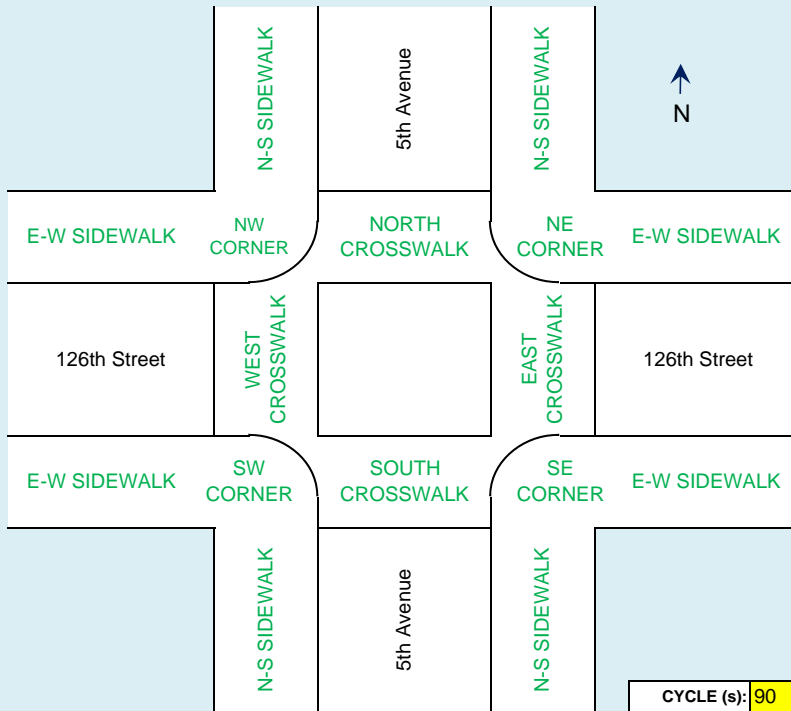 N-S SIDEWALK
5th Avenue
N-S SIDEWALK
N
E-W SIDEWALK
NW
CORNER
NORTH
CROSSWALK
NE
CORNER
E-W SIDEWALK
126th Street
WEST
CROSSWALK
EAST
CROSSWALK
126th Street
E-W SIDEWALK
SW
CORNER
SOUTH
CROSSWALK
SE
CORNER
E-W SIDEWALK
N-S SIDEWALK
5th Avenue
N-S SIDEWALK
CYCLE (s): 90